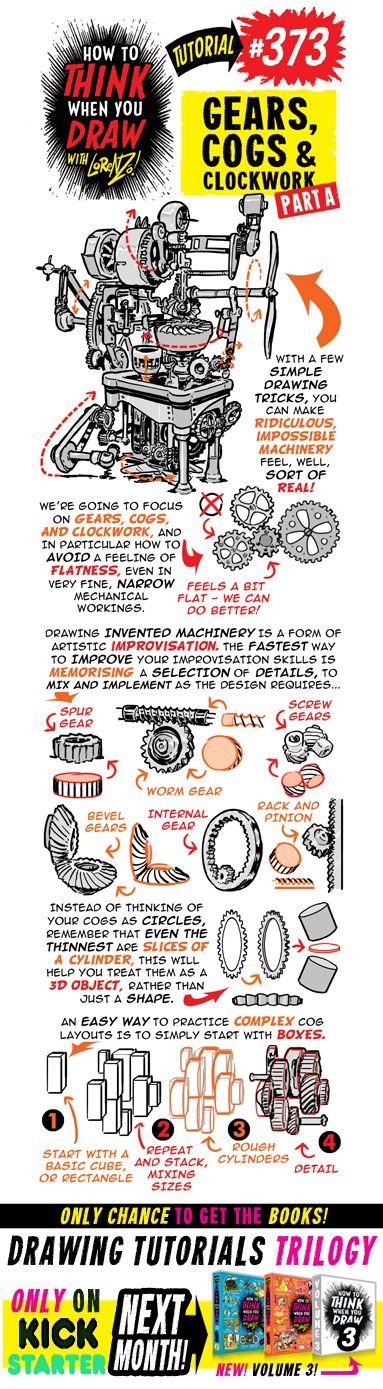 HOW TO
THINK
WHEN YOU
DRAW
WITH LORENZO!
TUTORIAL
#373
GEARS,
COGS &
CLOCKWORK
PART A
WITH A FEW
SIMPLE
DRAWING
TRICKS, YOU
CAN MAKE
RIDICULOUS,
IMPOSSIBLE
MACHINERY
FEEL, WELL,
SORT OF
REAL!
WE'RE GOING TO FOCUS
ON GEARS, COGS,
AND CLOCKWORK, AND
IN PARTICULAR HOW TO
AVOID A FEELING OF
FLATNESS, EVEN IN
VERY FINE, NARROW
MECHANICAL
WORKINGS.
FEELS A BIT
FLAT - WE CAN
DO BETTER!
DRAWING INVENTED MACHINERY IS A FORM OF
ARTISTIC IMPROVISATION. THE FASTEST WAY
TO IMPROVE YOUR IMPROVISATION SKILLS IS
MEMORISING A SELECTION OF DETAILS, TO
MIX AND IMPLEMENT AS THE DESIGN REQUIRES...
SPUR
GEAR
WORM GEAR
SCREW
GEARS
BEVEL
GEARS
INTERNAL
GEAR
RACK AND
PINION
INSTEAD OF THINKING OF
YOUR COGS AS CIRCLES,
REMEMBER THAT EVEN THE
THINNEST ARE SLICES OF
A CYLINDER, THIS WILL
HELP YOU TREAT THEM AS A
3D OBJECT, RATHER THAN
JUST A SHAPE.
AN EASY WAY TO PRACTICE COMPLEX COG
LAYOUTS IS TO SIMPLY START WITH BOXES.
1
2
3
4
START WITH A
BASIC CUBE,
OR RECTANGLE
REPEAT
AND STACK,
MIXING
SIZES
ROUGH
CYLINDERS
DETAIL
ONLY CHANCE TO GET THE BOOKS!
DRAWING TUTORIALS TRILOGY
ONLY ON
KICK
STARTER
NEXT
MONTH!
HOW TO
THINK
WHEN YOU
DRAW
HOW TO
THINK
WHEN YOU
DRAW
VOLUME 3
HOW TO
THINK
WHEN YOU
DRAW
3
NEW! VOLUME 3!